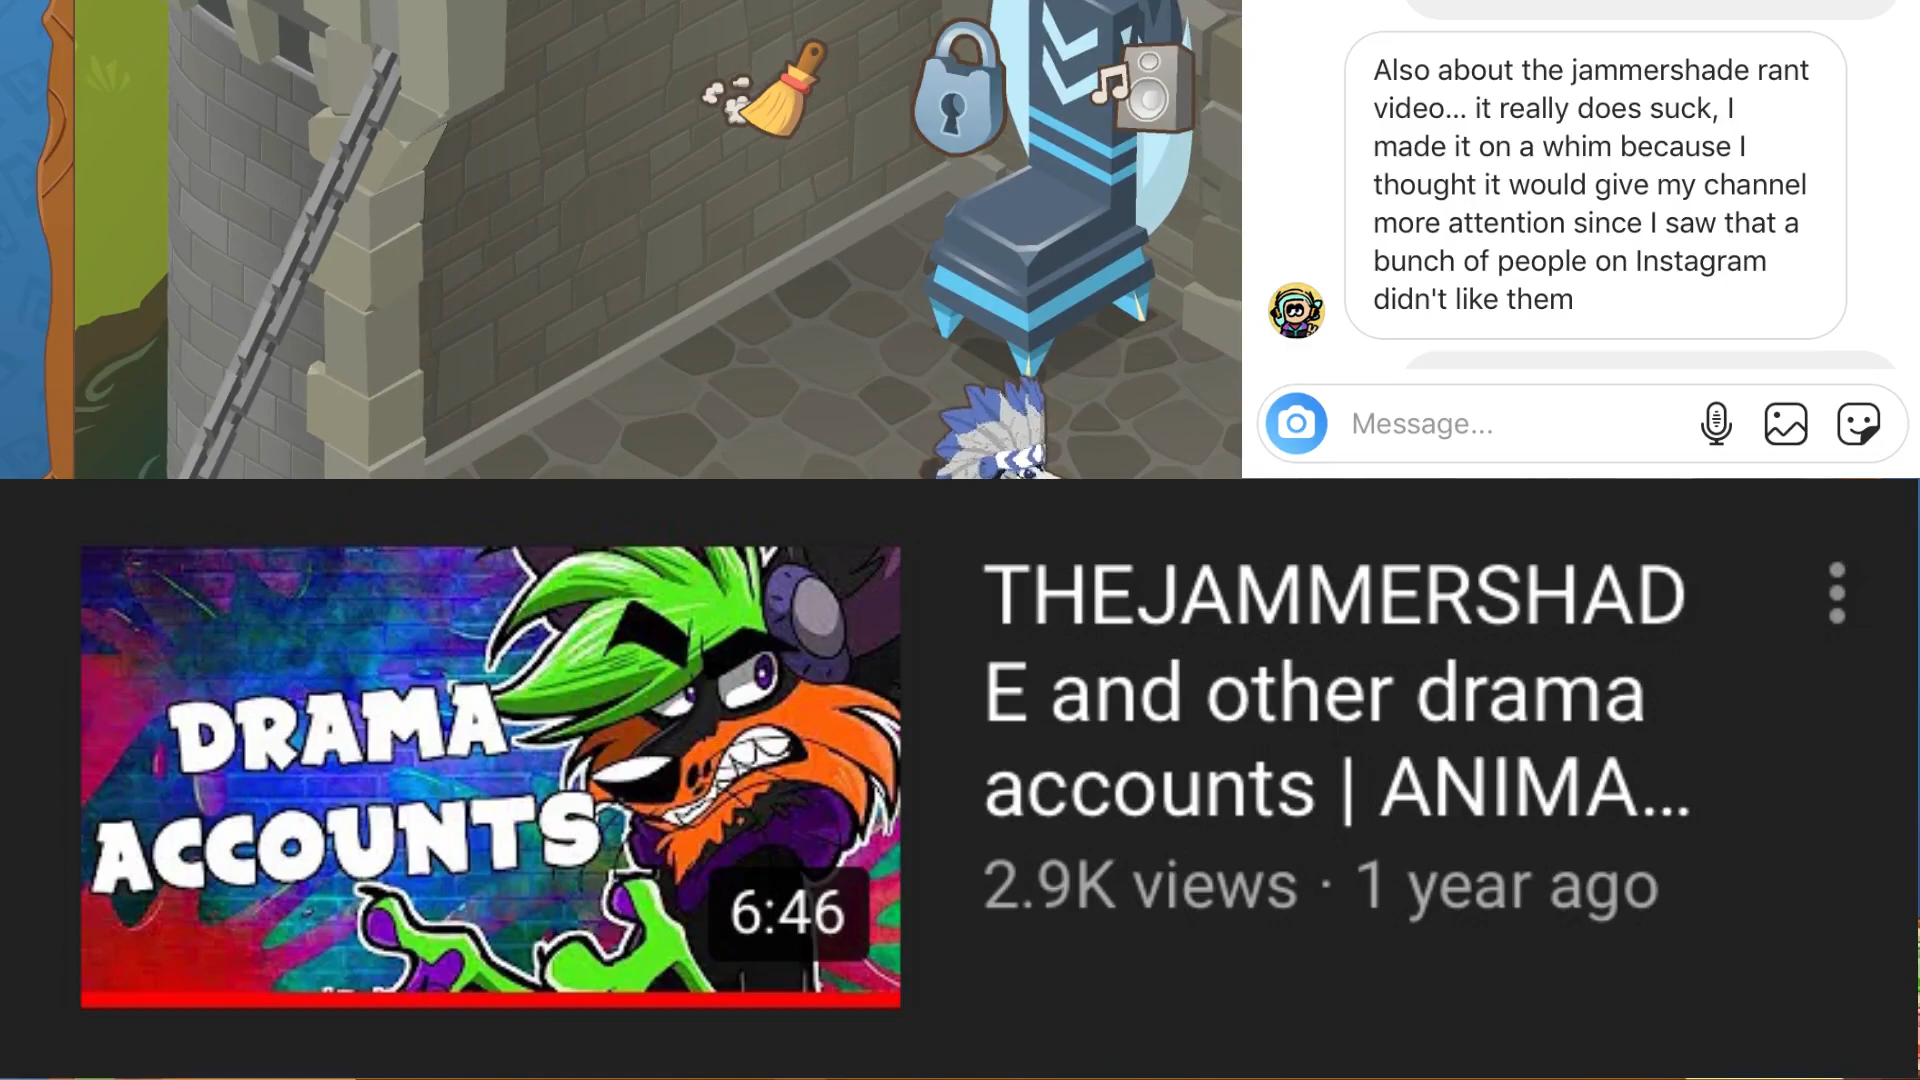 Also about the jammershade rant
video... it really does suck, I
made it on a whim because I
thought it would give my channel
more attention since I saw that a
bunch of people on Instagram
didn't like them
Message...
DRAMA
ACCOUNTS
6:46
THEJAMMERSHAD
E and other drama
accounts | ANIMA...
2.9K views · 1 year ago